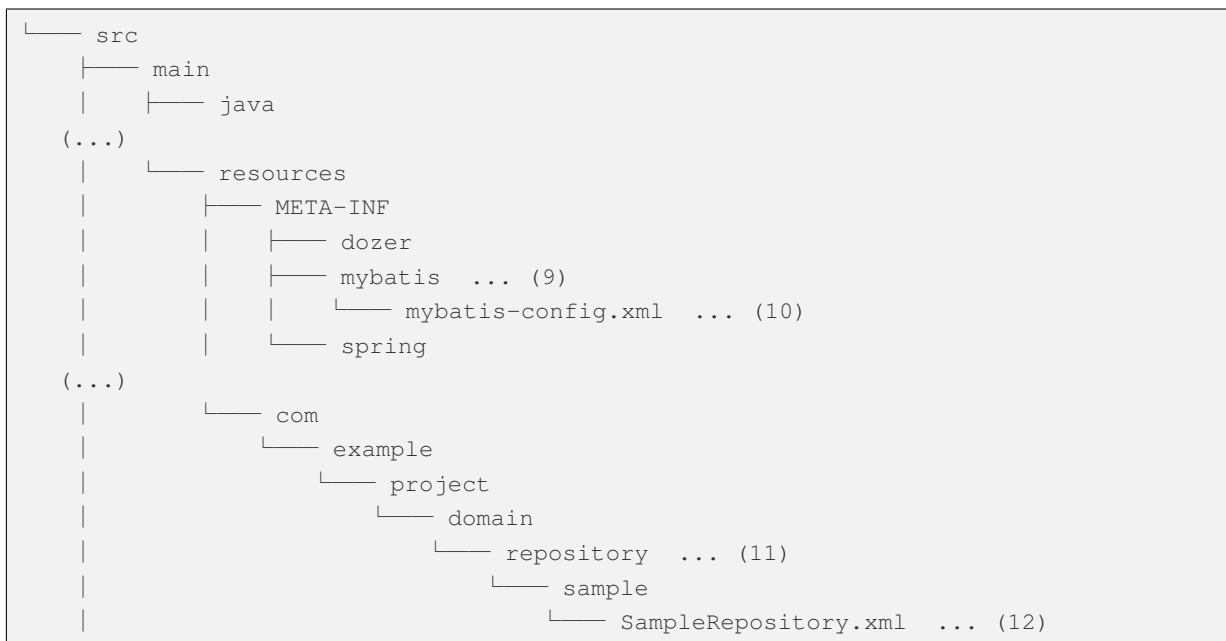 └─── src
     ├─── main
     │    ├─── java
   (...)
     │    └─── resources
     │         ├─── META-INF
     │         │    ├─── dozer
     │         │    ├─── mybatis  ... (9)
     │         │    │    └─── mybatis-config.xml  ... (10)
     │         │    └─── spring
   (...)
     │         └─── com
     │              └─── example
     │                   └─── project
     │                        └─── domain
     │                             └─── repository  ... (11)
     │                                  └─── sample
     │                                       └─── SampleRepository.xml  ... (12)